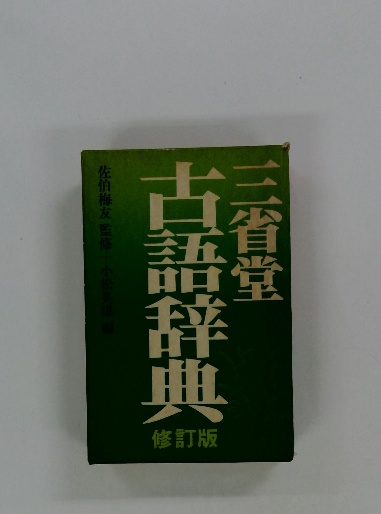 三省堂
古語辞典
修訂版
佐伯梅友 監修